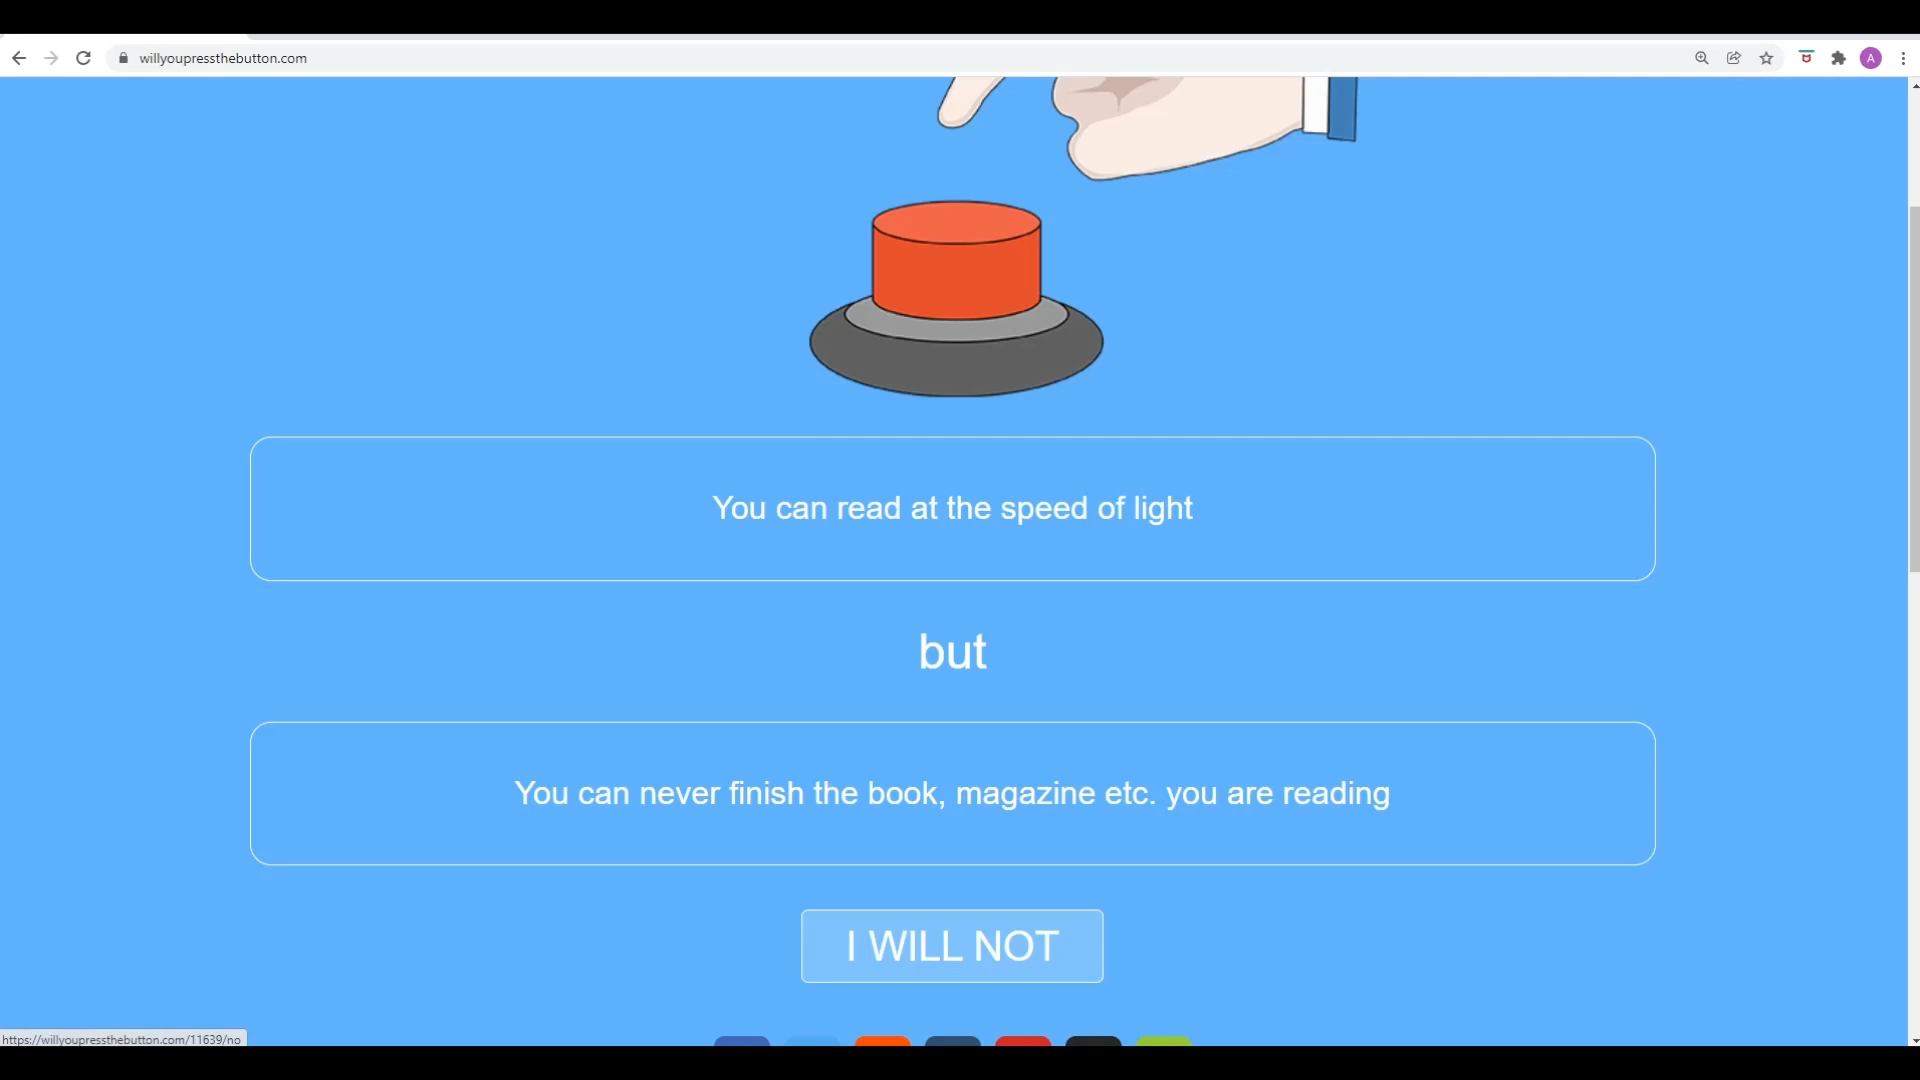 willyoupressthebutton.com
A
You can read at the speed of light
but
You can never finish the book, magazine etc. you are reading
I WILL NOT
https://willyoupressthebutton.com/11639/no